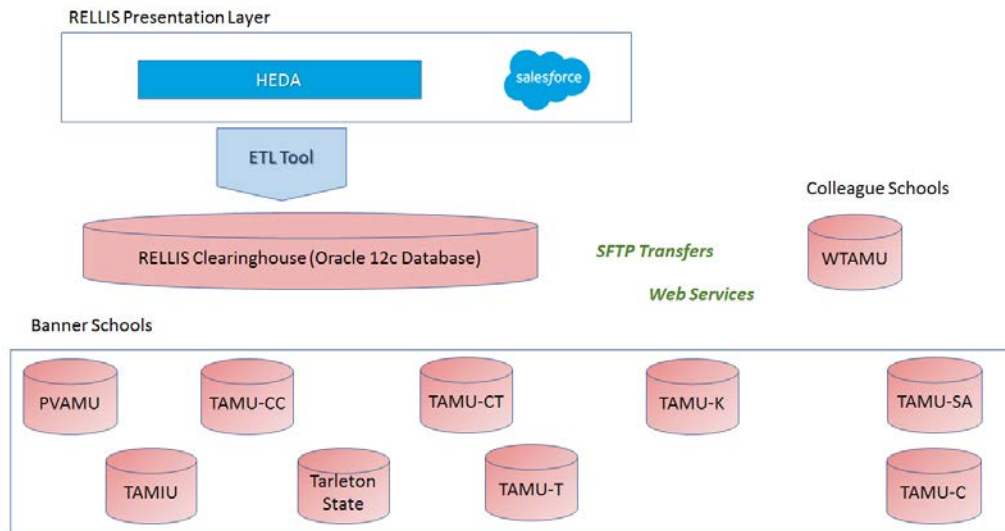 RELLIS Presentation Layer
HEDA
salesforce
ETL Tool
Colleague Schools
RELLIS Clearinghouse (Oracle 12c Database)
SFTP Transfers
WTAMU
Web Services
Banner Schools
PVAMU
TAMU-CC
TAMU-CT
TAMU-K
TAMU-SA
TAMIU
Tarleton
State
TAMU-T
TAMU-C